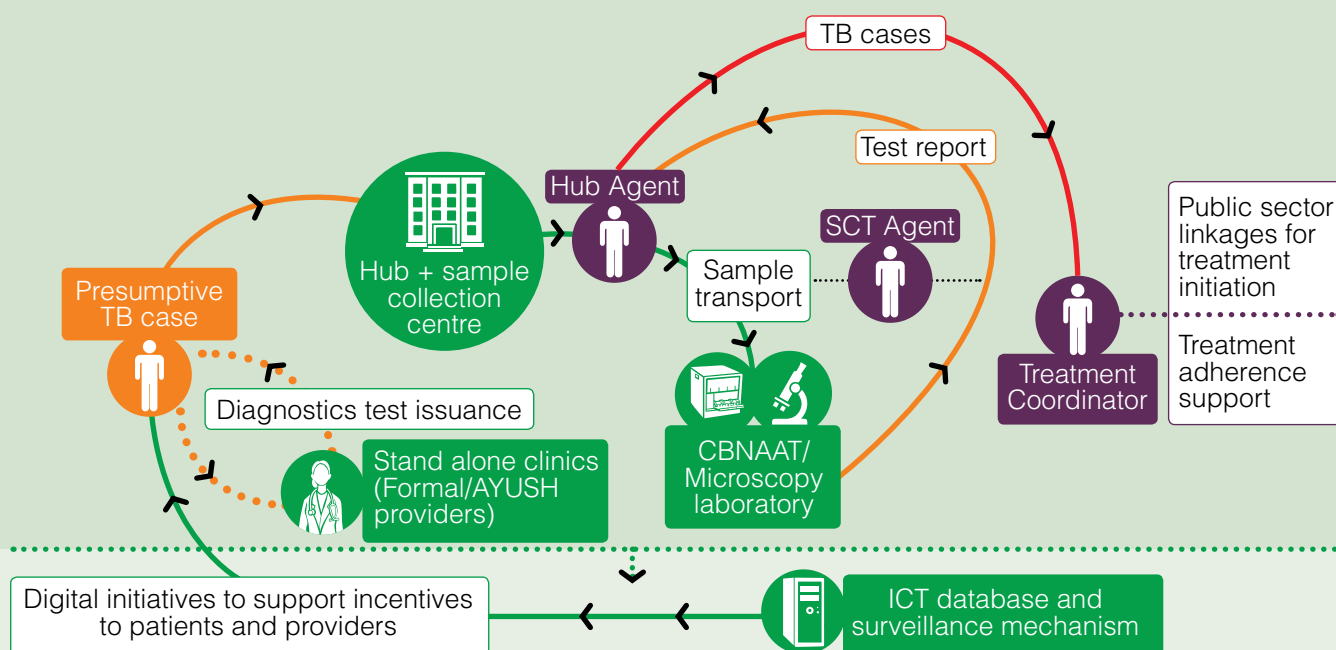 TB cases
Test report
Hub Agent
SCT Agent
Public sector
linkages for
treatment
initiation
Treatment
adherence
support
Hub + sample
collection
centre
Sample
transport
Presumptive
TB case
Treatment
Coordinator
Diagnostics test issuance
Stand alone clinics
(Formal/AYUSH
providers)
CBNAAT/
Microscopy
laboratory
Digital initiatives to support incentives
to patients and providers
ICT database and
surveillance mechanism